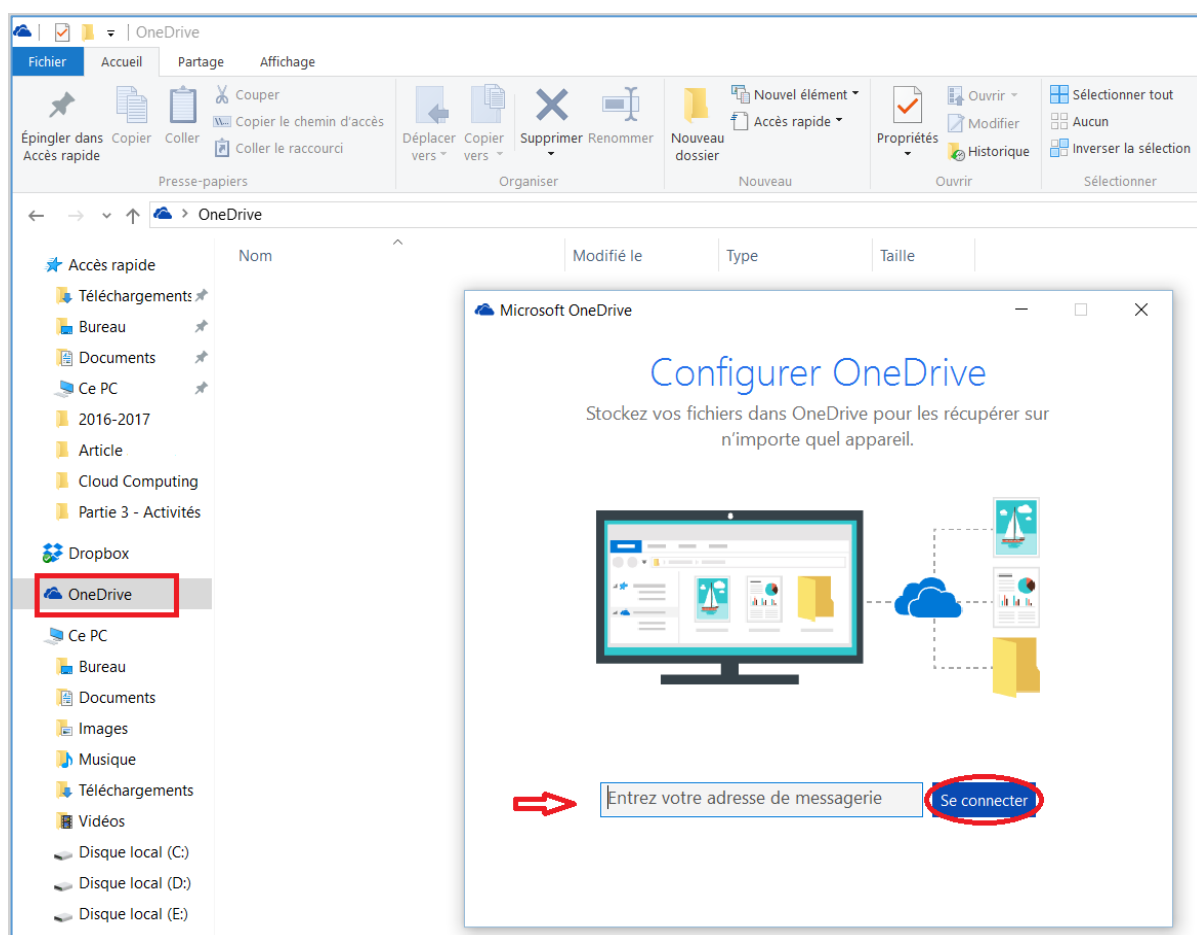 OneDrive
Fichier Accueil Partage Affichage
Épingler dans Accès rapide
Copier
Coller
Couper
Copier le chemin d'accès
Coller le raccourci
Presse-papiers
Déplacer vers
Copier vers
Supprimer
Renommer
Organiser
Nouveau dossier
Nouvel élément
Accès rapide
Nouveau
Propriétés
Ouvrir
Modifier
Historique
Ouvrir
Sélectionner tout
Aucun
Inverser la sélection
Sélectionner
OneDrive
Nom Modifié le Type Taille
Accès rapide
Téléchargements
Bureau
Documents
Ce PC
2016-2017
Article
Cloud Computing
Partie 3 - Activités
Dropbox
OneDrive
Ce PC
Bureau
Documents
Images
Musique
Téléchargements
Vidéos
Disque local (C:)
Disque local (D:)
Disque local (E:)
Microsoft OneDrive
Configurer OneDrive
Stockez vos fichiers dans OneDrive pour les récupérer sur
n'importe quel appareil.
Entrez votre adresse de messagerie
Se connecter